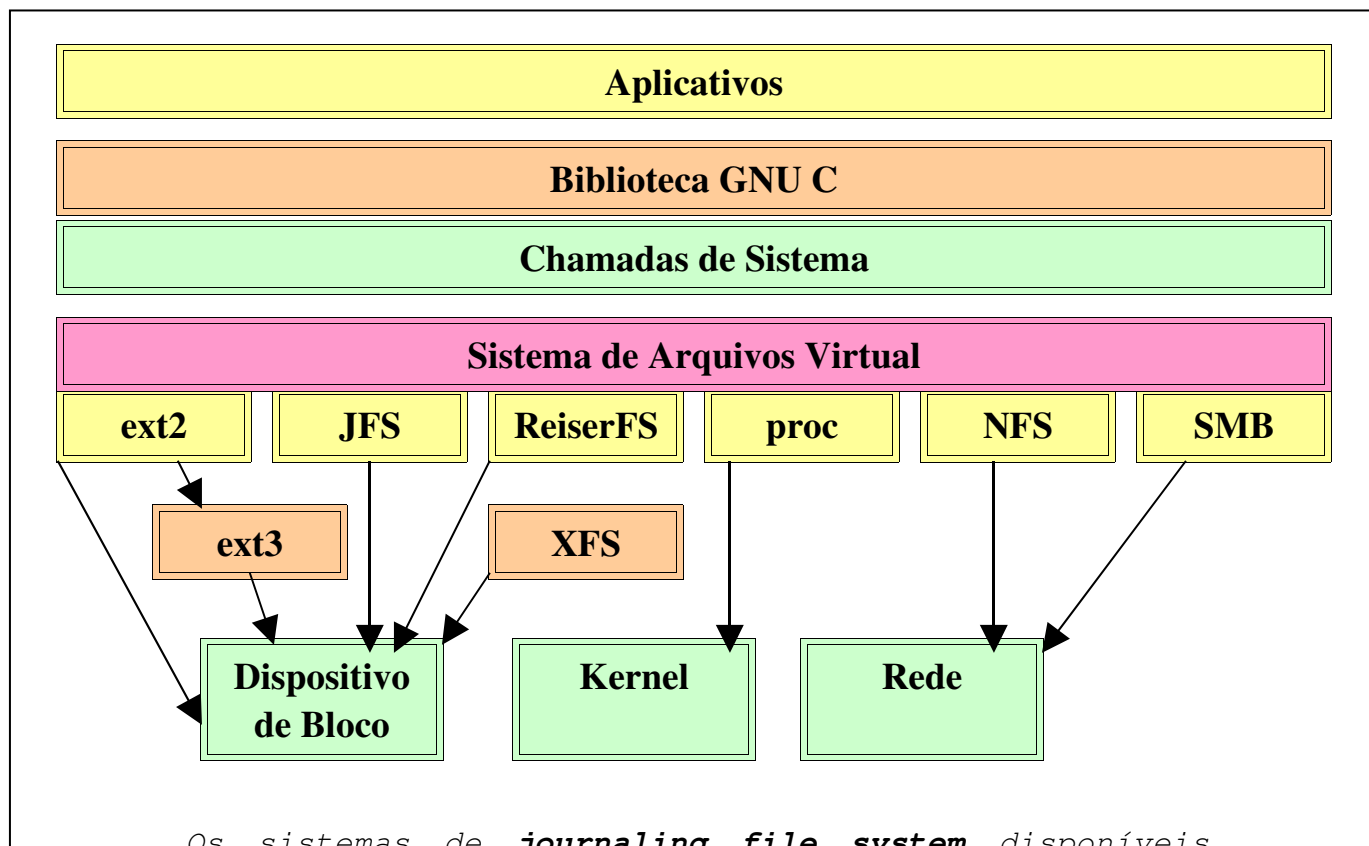 Aplicativos
Biblioteca GNU C
Chamadas de Sistema
Sistema de Arquivos Virtual
ext2 JFS ReiserFS proc NFS SMB
ext3 XFS
Dispositivo Kernel Rede
de Bloco
Os sistemas de journaling file system disponíveis